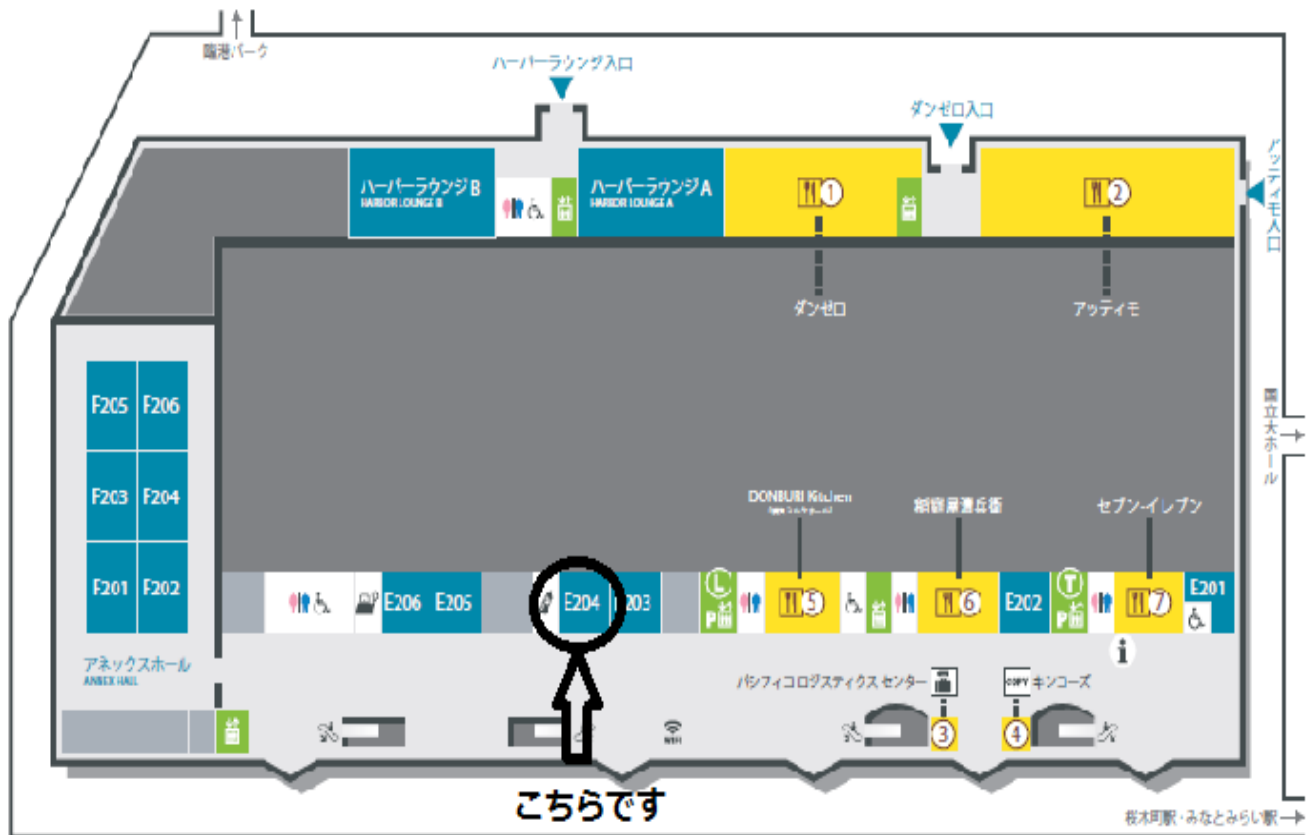 臨港パーク
ハーバーラウンジ入口
ダンゼロ入口
アッティモ入口
ハーバーラウンジ B
HARBOR LOUNGE B
ハーバーラウンジ A
HARBOR LOUNGE A
1
2
ダンゼロ
アッティモ
国立大ホール
F205 F206
F203 F204
F201 F202
アネックスホール
ANNEX HALL
DONBURI Kitchen
セブン-イレブン
E206 E205
E204
203
L
P
5
6
E202
T
P
7
E201
i
パシフィコロジスティクスセンター
COPY キンコーズ
3
4
WiFi
こちらです
桜木町駅・みなとみらい駅